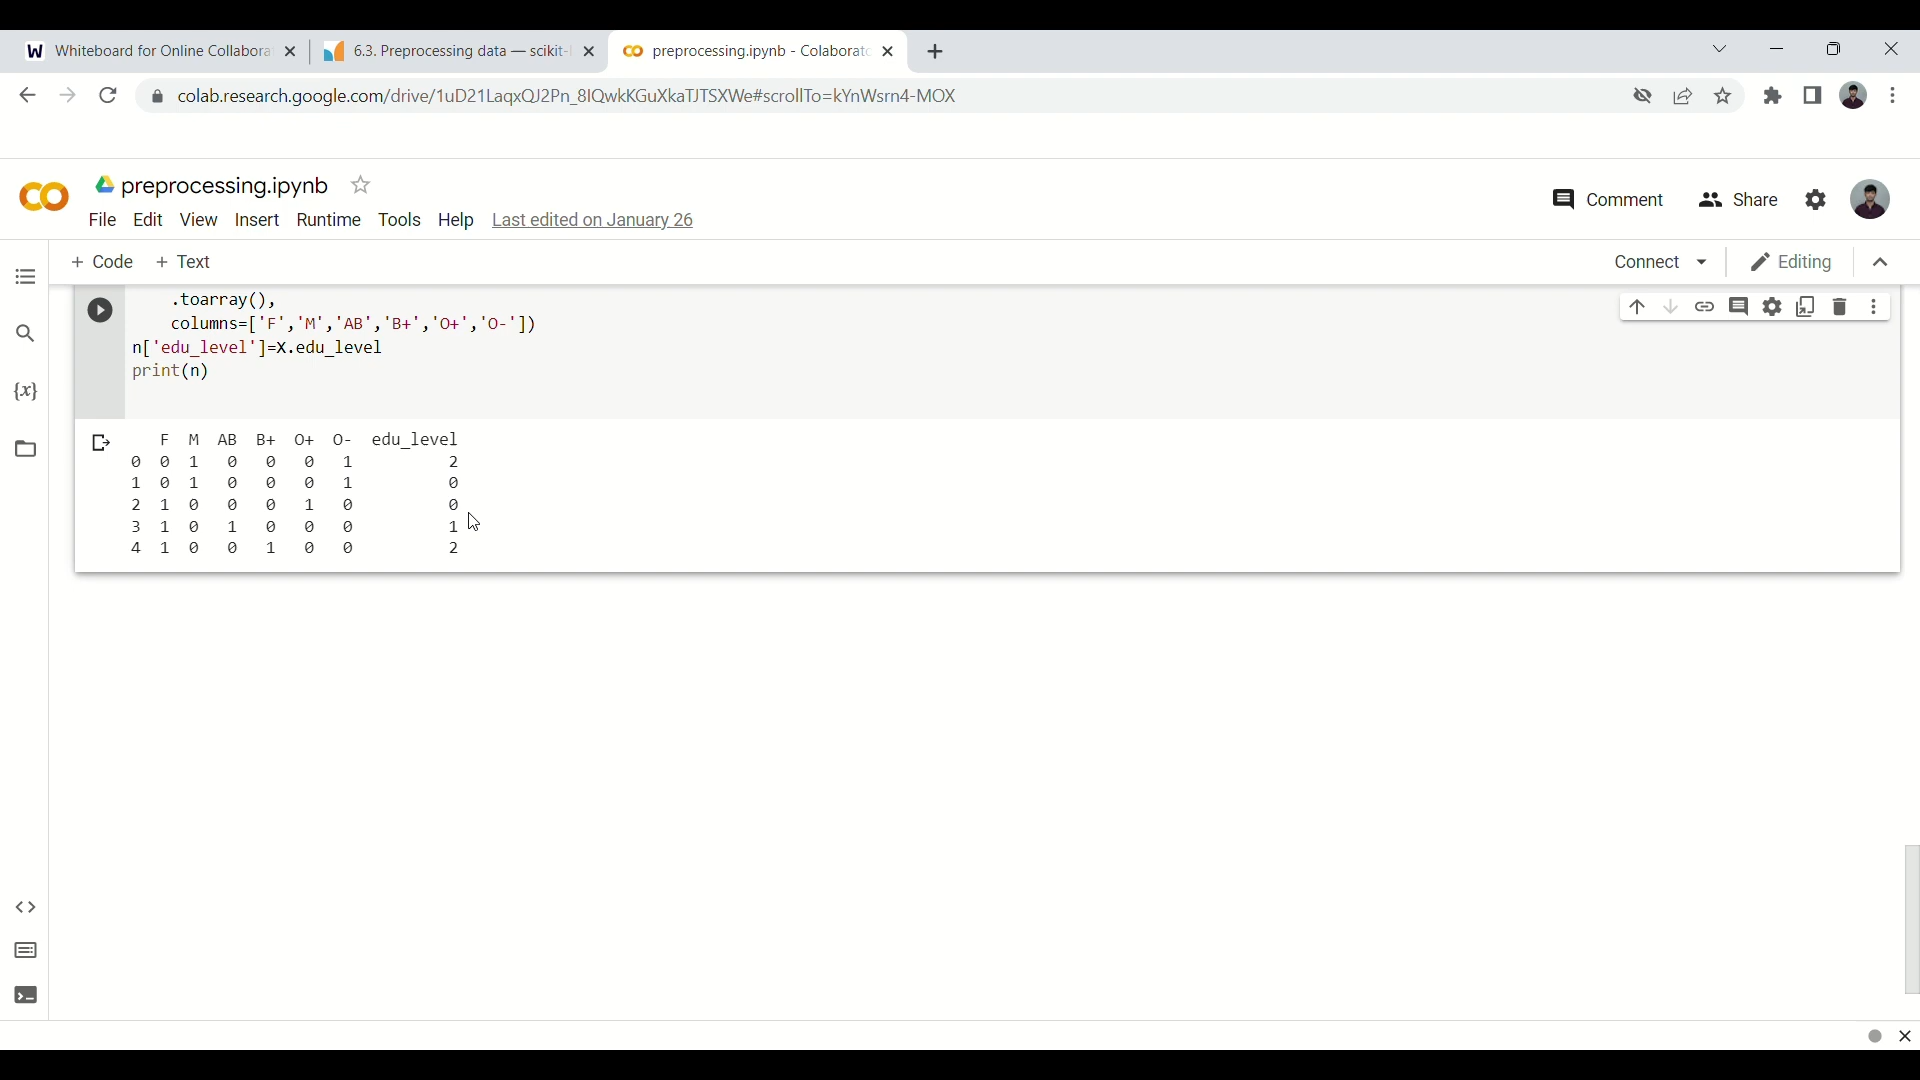 W Whiteboard for Online Collabora
6.3. Preprocessing data — scikit-
preprocessing.ipynb - Colaborato
colab.research.google.com/drive/1uD21LaqxQJ2Pn_8IQwkKGuXkaTJTSXWe#scrollTo=kYnWsrn4-MOX
preprocessing.ipynb
Comment Share
File Edit View Insert Runtime Tools Help Last edited on January 26
+ Code + Text
Connect Editing
.toarray(),
columns=['F','M','AB','B+','O+','O-'])
n['edu_level']=X.edu_level
print(n)
{x}
F M AB B+ O+ O- edu_level
0 0 1 0 0 0 1 2
1 0 1 0 0 0 1 0
2 1 0 0 0 1 0 0
3 1 0 1 0 0 0 1
4 1 0 0 1 0 0 2